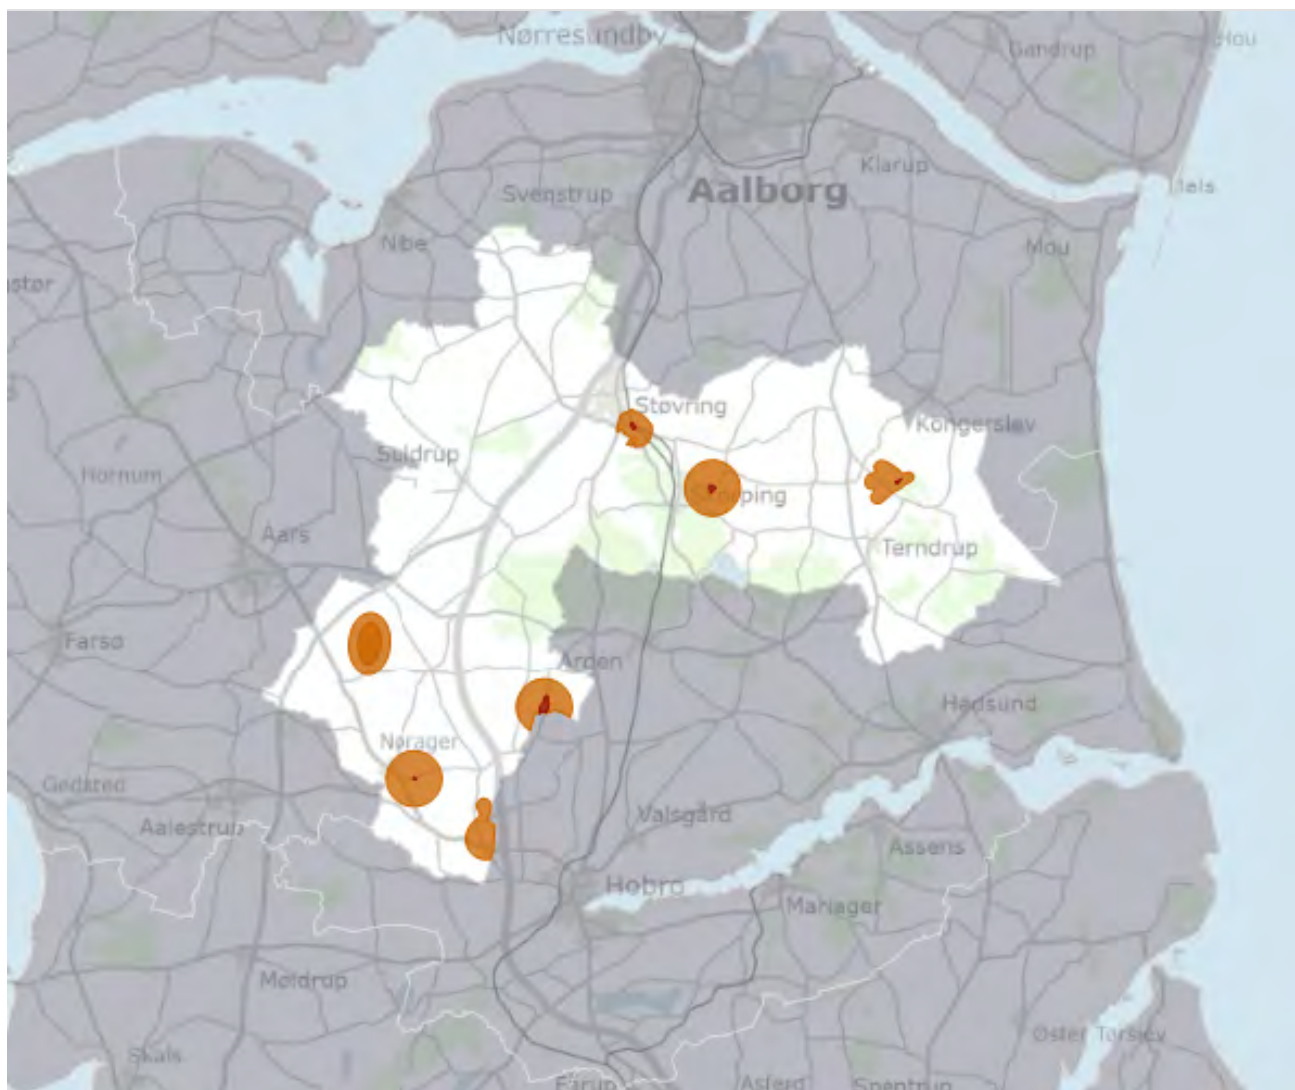 Nørresundby
Gandrup
Hou
Klarup
Aalborg
Svenstrup
Hals
Nibe
Mou
Støvring
Kongerslev
Suldrup
Hornum
Aars
Terndrup
Farsø
Arden
Hadsund
Nørager
Gedsted
Aalestrup
Valsgård
Assens
Hobro
Mariager
Møldrup
Øster Tørslev
Skals
Fårup
Asferg
Spentrup